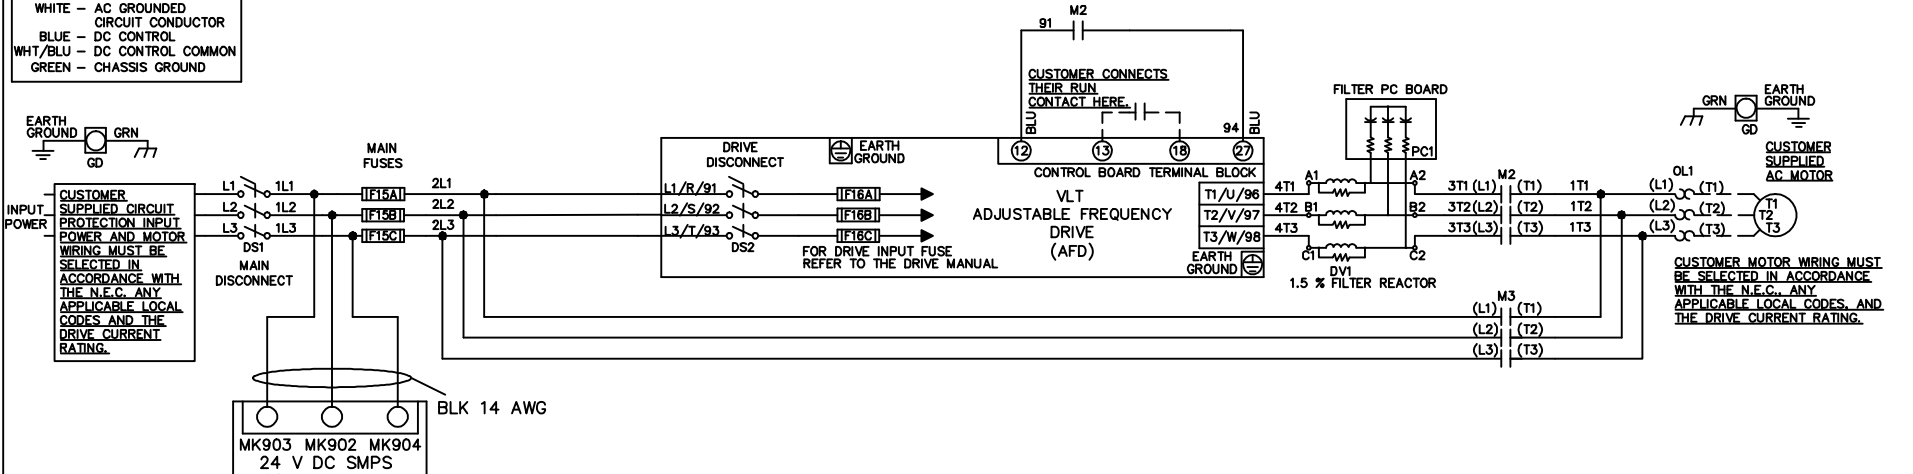 WHITE – AC GROUNDED
CIRCUIT CONDUCTOR
BLUE – DC CONTROL
WHT/BLU – DC CONTROL COMMON
GREEN – CHASSIS GROUND
EARTH
GROUND
GRN
GD
INPUT
POWER
CUSTOMER
SUPPLIED CIRCUIT
PROTECTION INPUT
POWER AND MOTOR
WIRING MUST BE
SELECTED IN
ACCORDANCE WITH
THE N.E.C. ANY
APPLICABLE LOCAL
CODES AND THE
DRIVE CURRENT
RATING.
L1
L2
L3
DS1
MAIN
DISCONNECT
1L1
1L2
1L3
MAIN
FUSES
F15A
F15B
F15C
2L1
2L2
2L3
BLK 14 AWG
MK903 MK902 MK904
24 V DC SMPS
L1/R/91
L2/S/92
L3/T/93
DRIVE
DISCONNECT
DS2
EARTH
GROUND
F16A
F16B
F16C
FOR DRIVE INPUT FUSE
REFER TO THE DRIVE MANUAL
VLT
ADJUSTABLE FREQUENCY
DRIVE
(AFD)
M2
91
CUSTOMER CONNECTS
THEIR RUN
CONTACT HERE.
BLU
94
BLU
12
13
18
27
CONTROL BOARD TERMINAL BLOCK
T1/U/96
T2/V/97
T3/W/98
EARTH
GROUND
4T1
4T2
4T3
FILTER PC BOARD
PC1
A1
A2
B1
B2
C1
C2
DV1
1.5 % FILTER REACTOR
M2
3T1 (L1) (T1) 1T1
3T2(L2) (T2) 1T2
3T3(L3) (T3) 1T3
M3
(L1) (T1)
(L2) (T2)
(L3) (T3)
OL1
(L1) (T1)
(L2) (T2)
(L3) (T3)
T1
T2
T3
GRN
GD
EARTH
GROUND
CUSTOMER
SUPPLIED
AC MOTOR
CUSTOMER MOTOR WIRING MUST
BE SELECTED IN ACCORDANCE
WITH THE N.E.C., ANY
APPLICABLE LOCAL CODES, AND
THE DRIVE CURRENT RATING.